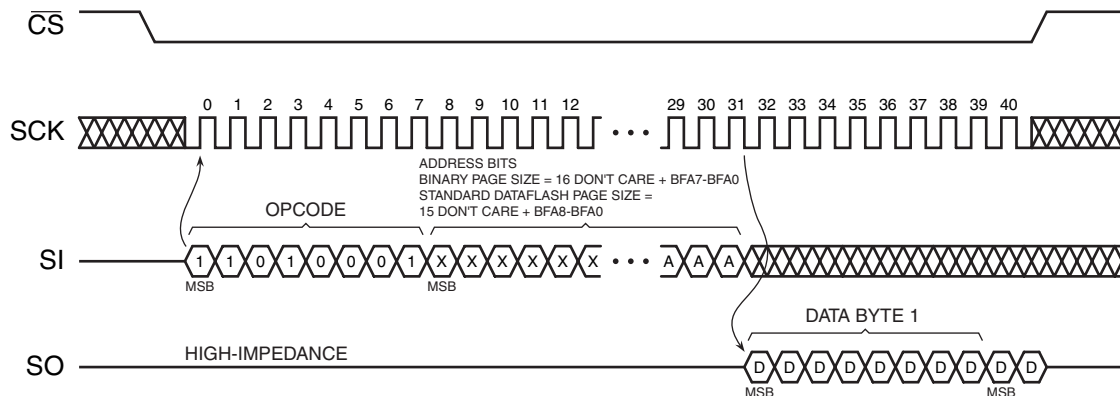 CS
SCK
0 1 2 3 4 5 6 7 8 9 10 11 12 29 30 31 32 33 34 35 36 37 38 39 40
ADDRESS BITS
BINARY PAGE SIZE = 16 DON'T CARE + BFA7-BFA0
STANDARD DATAFLASH PAGE SIZE =
15 DON'T CARE + BFA8-BFA0
OPCODE
SI
1 1 0 1 0 0 0 1 X X X X X X A A A
MSB MSB
DATA BYTE 1
SO
HIGH-IMPEDANCE
D D D D D D D D D D
MSB MSB